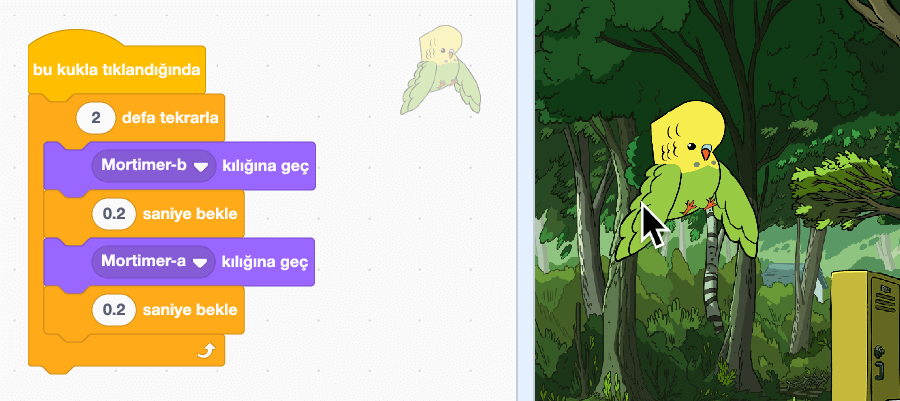 bu kukla tıklandığında
2 defa tekrarla
Mortimer-b kılığına geç
0.2 saniye bekle
Mortimer-a kılığına geç
0.2 saniye bekle